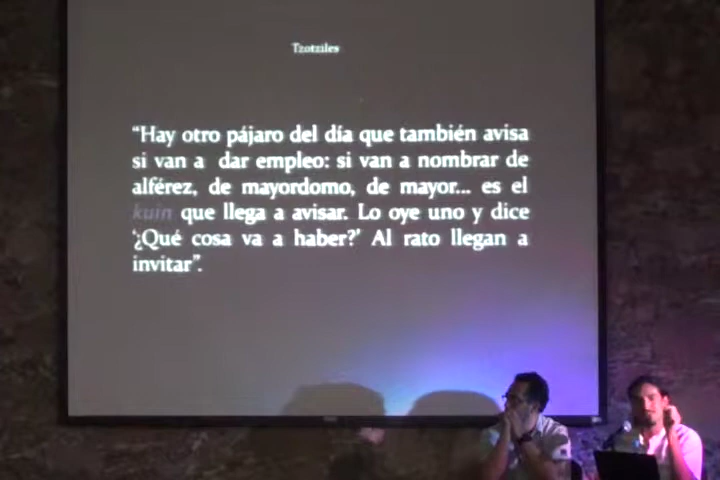 Tzotziles
“Hay otro pájaro del día que también avisa
si van a dar empleo: si van a nombrar de
alférez, de mayordomo, de mayor... es el
kuin que llega a avisar. Lo oye uno y dice
‘¿Qué cosa va a haber?’ Al rato llegan a
invitar”.